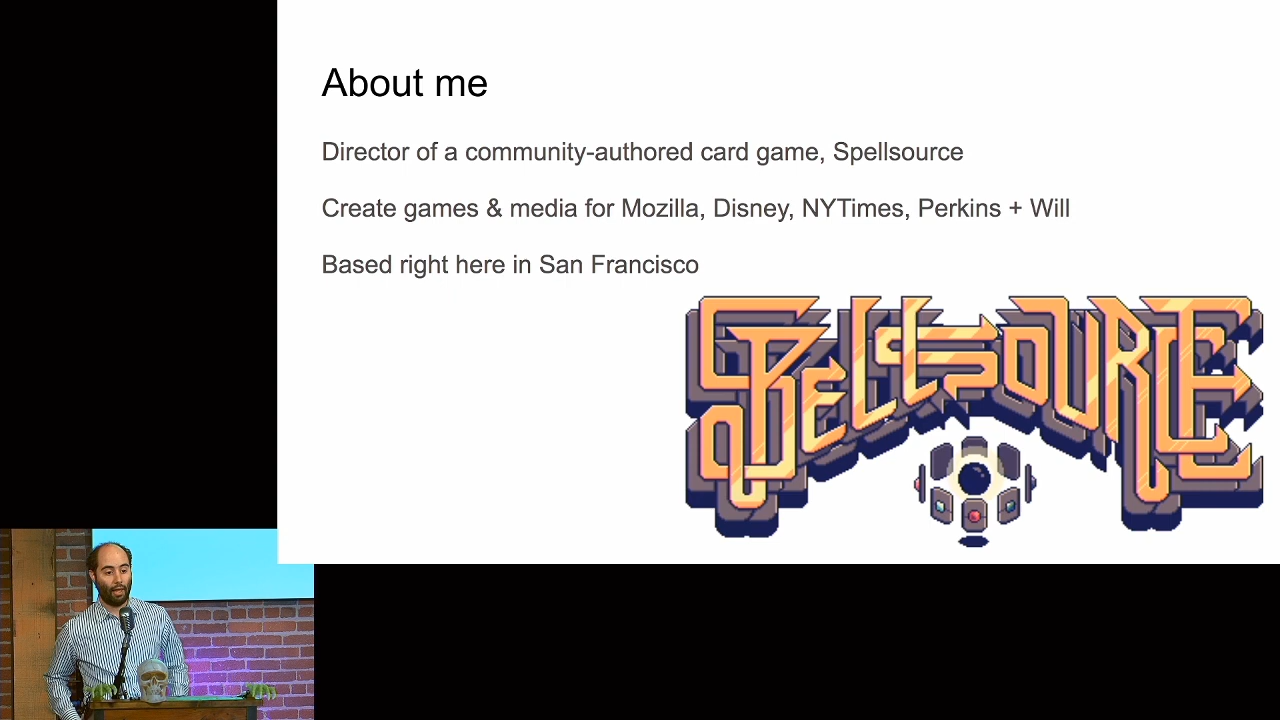 About me
Director of a community-authored card game, Spellsource
Create games & media for Mozilla, Disney, NYTimes, Perkins + Will
Based right here in San Francisco
SPELLSOURCE